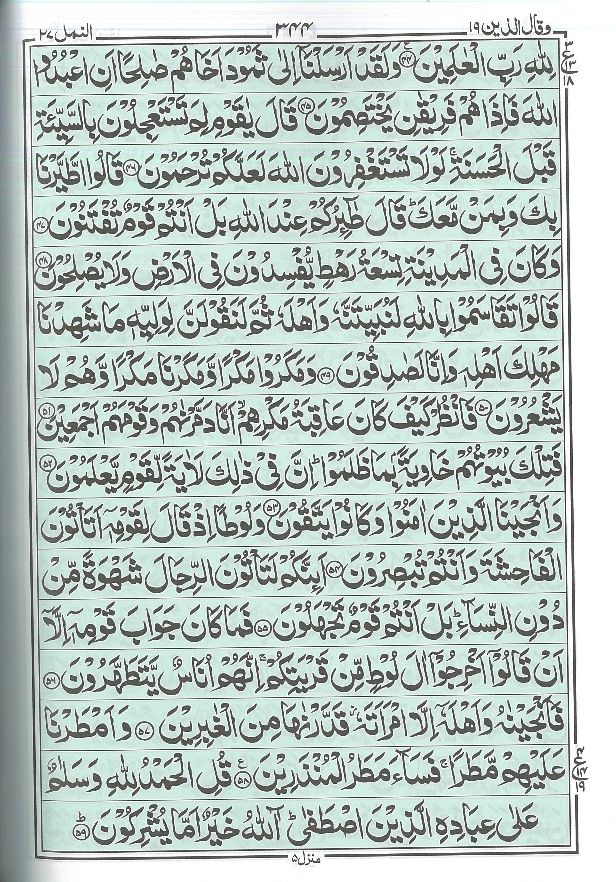 وقال الذين ١٩
٣٤٤
النمل ٢٧
لِلّٰهِ رَبِّ الْعٰلَمِيْنَ ﴿٤٤﴾ وَلَقَدْ اَرْسَلْنَاۤ اِلٰى ثَمُوْدَ اَخَاهُمْ صٰلِحًا اَنِ اعْبُدُوا
اللّٰهَ فَاِذَا هُمْ فَرِيْقٰنِ يَخْتَصِمُوْنَ ﴿٤٥﴾ قَالَ يٰقَوْمِ لِمَ تَسْتَعْجِلُوْنَ بِالسَّيِّئَةِ
قَبْلَ الْحَسَنَةِ ۚ لَوْلَا تَسْتَغْفِرُوْنَ اللّٰهَ لَعَلَّكُمْ تُرْحَمُوْنَ ﴿٤٦﴾ قَالُوا اطَّيَّرْنَا
بِكَ وَبِمَنْ مَّعَكَ ؕ قَالَ طٰٓئِرُكُمْ عِنْدَ اللّٰهِ بَلْ اَنْتُمْ قَوْمٌ تُفْتَنُوْنَ ﴿٤٧﴾
وَكَانَ فِى الْمَدِيْنَةِ تِسْعَةُ رَهْطٍ يُّفْسِدُوْنَ فِى الْاَرْضِ وَلَا يُصْلِحُوْنَ ﴿٤٨﴾
قَالُوْا تَقَاسَمُوْا بِاللّٰهِ لَنُبَيِّتَنَّهٗ وَاَهْلَهٗ ثُمَّ لَنَقُوْلَنَّ لِوَلِيِّهٖ مَا شَهِدْنَا
مَهْلِكَ اَهْلِهٖ وَاِنَّا لَصٰدِقُوْنَ ﴿٤٩﴾ وَمَكَرُوْا مَكْرًا وَّمَكَرْنَا مَكْرًا وَّهُمْ لَا
يَشْعُرُوْنَ ﴿٥٠﴾ فَانْظُرْ كَيْفَ كَانَ عَاقِبَةُ مَكْرِهِمْ ۙ اَنَّا دَمَّرْنٰهُمْ وَقَوْمَهُمْ اَجْمَعِيْنَ ﴿٥١﴾
فَتِلْكَ بُيُوْتُهُمْ خَاوِيَةًۢ بِمَا ظَلَمُوْا ؕ اِنَّ فِىْ ذٰلِكَ لَاٰيَةً لِّقَوْمٍ يَّعْلَمُوْنَ ﴿٥٢﴾
وَاَنْجَيْنَا الَّذِيْنَ اٰمَنُوْا وَكَانُوْا يَتَّقُوْنَ ﴿٥٣﴾ وَلُوْطًا اِذْ قَالَ لِقَوْمِهٖۤ اَتَاْتُوْنَ
الْفَاحِشَةَ وَاَنْتُمْ تُبْصِرُوْنَ ﴿٥٤﴾ اَئِنَّكُمْ لَتَاْتُوْنَ الرِّجَالَ شَهْوَةً مِّنْ
دُوْنِ النِّسَآءِ ؕ بَلْ اَنْتُمْ قَوْمٌ تَجْهَلُوْنَ ﴿٥٥﴾ فَمَا كَانَ جَوَابَ قَوْمِهٖۤ اِلَّاۤ
اَنْ قَالُوْۤا اَخْرِجُوْۤا اٰلَ لُوْطٍ مِّنْ قَرْيَتِكُمْ ۚ اِنَّهُمْ اُنَاسٌ يَّتَطَهَّرُوْنَ ﴿٥٦﴾
فَاَنْجَيْنٰهُ وَاَهْلَهٗۤ اِلَّا امْرَاَتَهٗ ؗ قَدَّرْنٰهَا مِنَ الْغٰبِرِيْنَ ﴿٥٧﴾ وَاَمْطَرْنَا
عَلَيْهِمْ مَّطَرًا ۚ فَسَآءَ مَطَرُ الْمُنْذَرِيْنَ ﴿٥٨﴾ قُلِ الْحَمْدُ لِلّٰهِ وَسَلٰمٌ
عَلٰى عِبَادِهِ الَّذِيْنَ اصْطَفٰى ؕ آٰللّٰهُ خَيْرٌ اَمَّا يُشْرِكُوْنَ ﴿٥٩﴾
منزل ٥